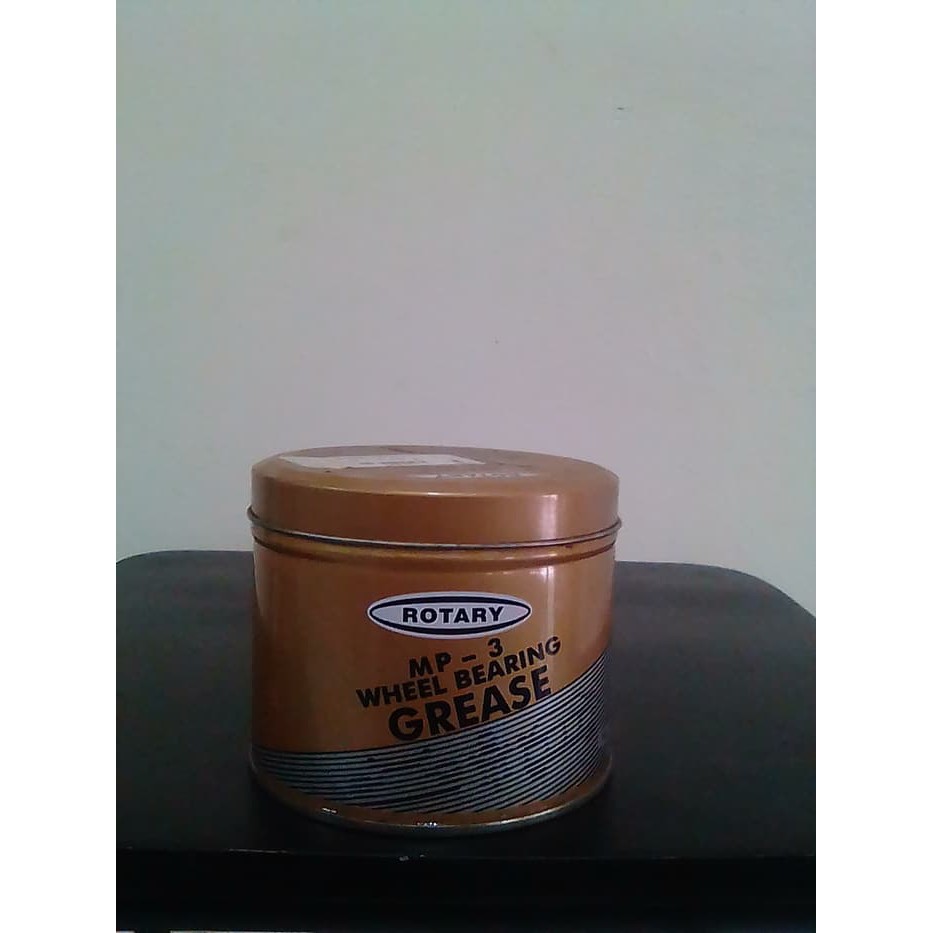 ROTARY
MP - 3
WHEEL BEARING
GREASE